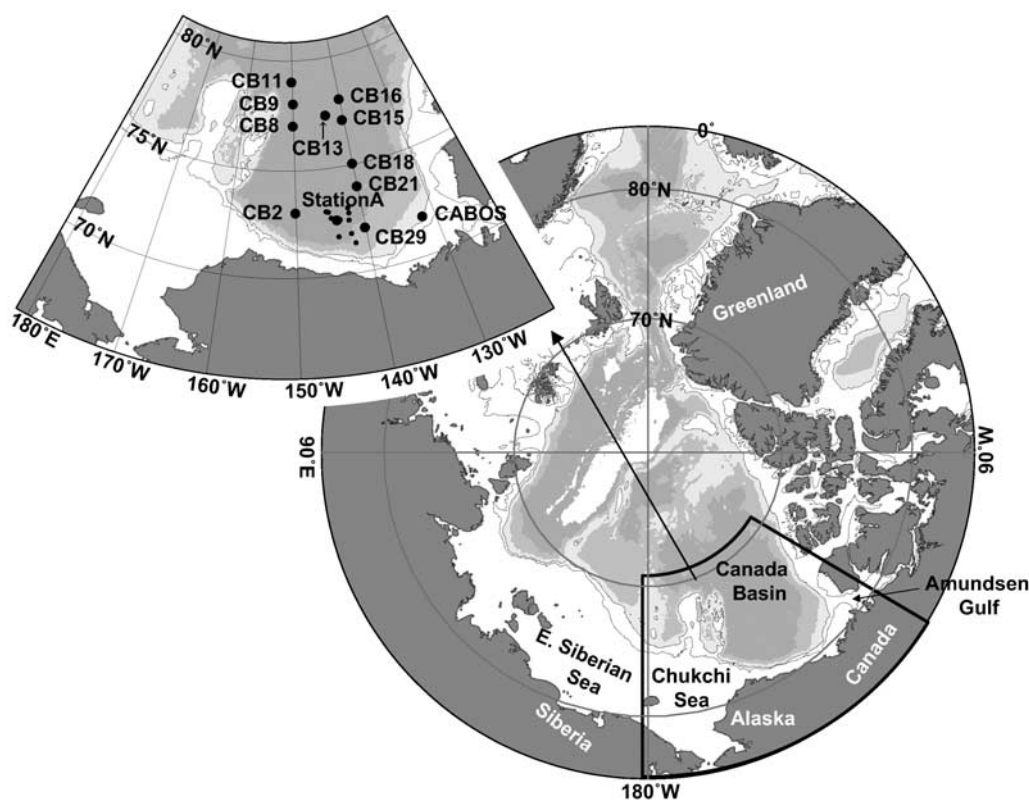 80°N
CB11
CB16
CB9
CB15
CB8
75°N
CB13
CB18
CB21
StationA
CB2
CABOS
CB29
70°N
180°E
170°W
160°W
150°W
140°W
130°W
0°
80°N
Greenland
70°N
90°E
90°W
Canada
Basin
Amundsen
Gulf
E. Siberian
Sea
Chukchi
Sea
Canada
Alaska
Siberia
180°W